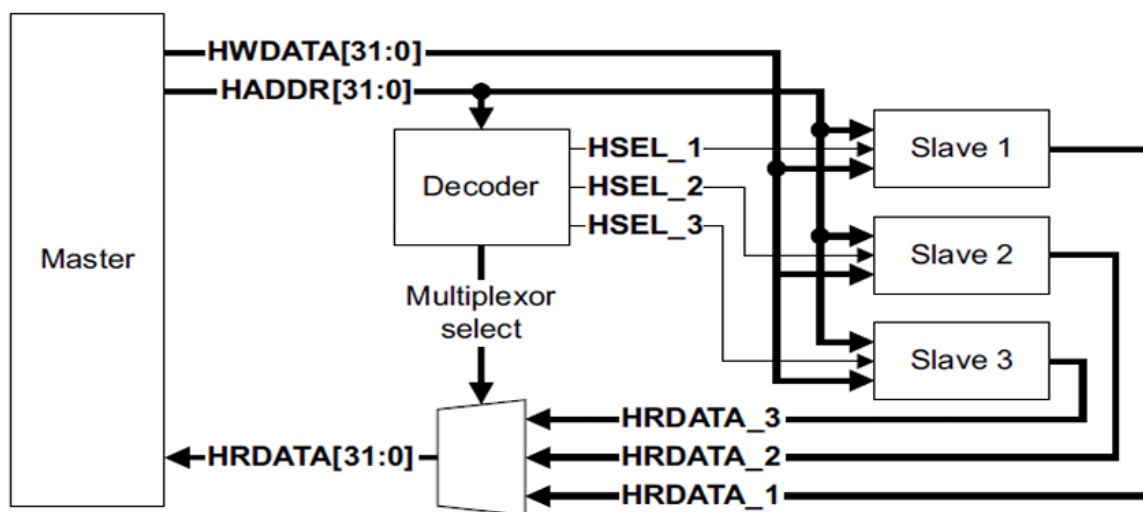 HWDATA[31:0]
HADDR[31:0]
HSEL_1
Slave 1
Decoder
HSEL_2
HSEL_3
Master
Slave 2
Multiplexor
select
Slave 3
HRDATA_3
HRDATA[31:0]
HRDATA_2
HRDATA_1